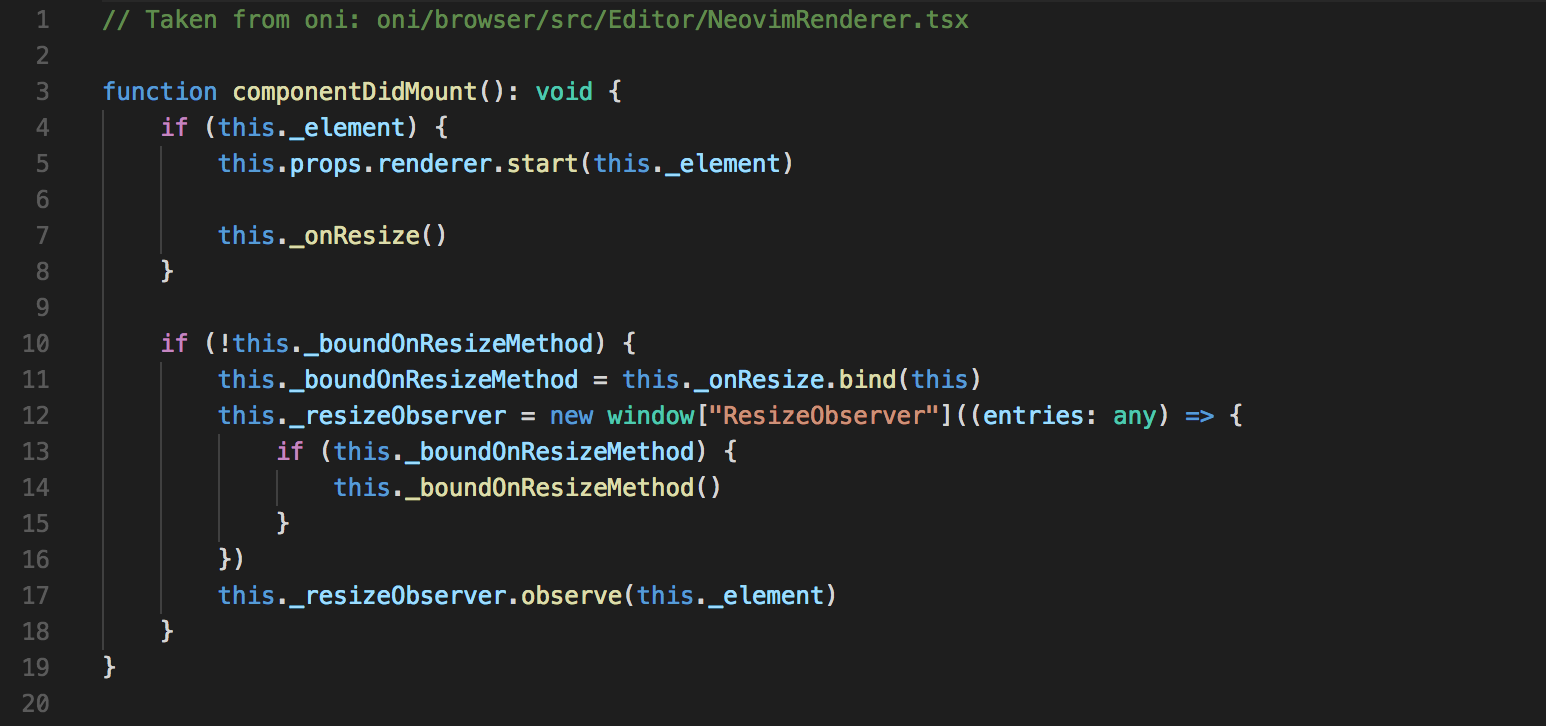 1 // Taken from oni: oni/browser/src/Editor/NeovimRenderer.tsx
2
3 function componentDidMount(): void {
4     if (this._element) {
5         this.props.renderer.start(this._element)
6
7         this._onResize()
8     }
9
10     if (!this._boundOnResizeMethod) {
11         this._boundOnResizeMethod = this._onResize.bind(this)
12         this._resizeObserver = new window["ResizeObserver"]((entries: any) => {
13             if (this._boundOnResizeMethod) {
14                 this._boundOnResizeMethod()
15             }
16         })
17         this._resizeObserver.observe(this._element)
18     }
19 }
20